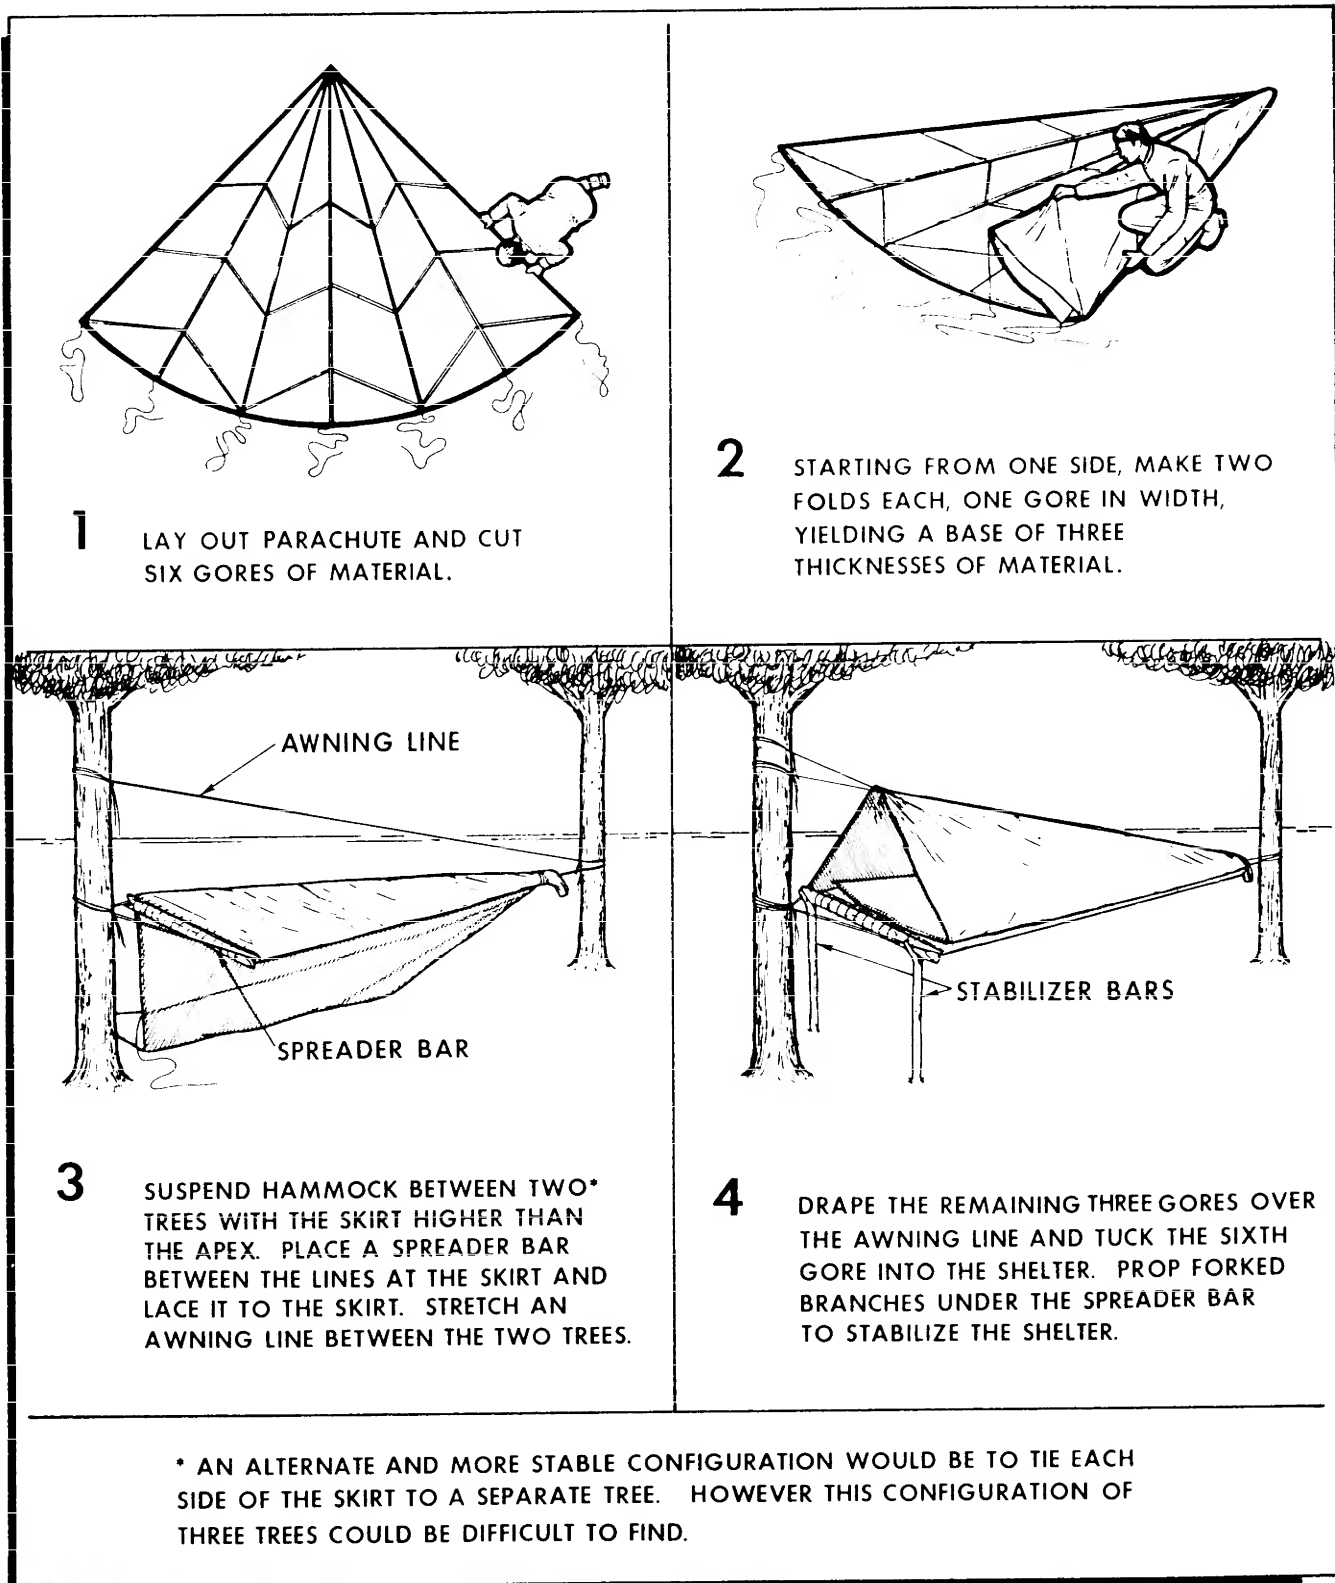 1
LAY OUT PARACHUTE AND CUT
SIX GORES OF MATERIAL.
2
STARTING FROM ONE SIDE, MAKE TWO
FOLDS EACH, ONE GORE IN WIDTH,
YIELDING A BASE OF THREE
THICKNESSES OF MATERIAL.
AWNING LINE
SPREADER BAR
3
SUSPEND HAMMOCK BETWEEN TWO*
TREES WITH THE SKIRT HIGHER THAN
THE APEX. PLACE A SPREADER BAR
BETWEEN THE LINES AT THE SKIRT AND
LACE IT TO THE SKIRT. STRETCH AN
AWNING LINE BETWEEN THE TWO TREES.
STABILIZER BARS
4
DRAPE THE REMAINING THREE GORES OVER
THE AWNING LINE AND TUCK THE SIXTH
GORE INTO THE SHELTER. PROP FORKED
BRANCHES UNDER THE SPREADER BAR
TO STABILIZE THE SHELTER.
* AN ALTERNATE AND MORE STABLE CONFIGURATION WOULD BE TO TIE EACH
SIDE OF THE SKIRT TO A SEPARATE TREE. HOWEVER THIS CONFIGURATION OF
THREE TREES COULD BE DIFFICULT TO FIND.